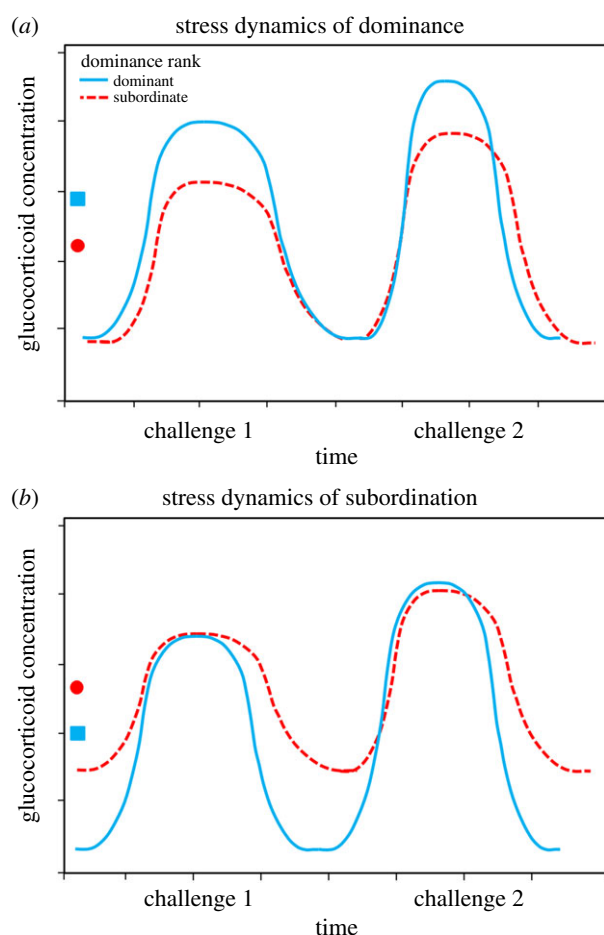 (a) stress dynamics of dominance
dominance rank
dominant
subordinate
glucocorticoid concentration
challenge 1 challenge 2
time
(b) stress dynamics of subordination
glucocorticoid concentration
challenge 1 challenge 2
time